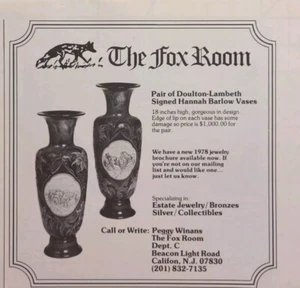 The Fox Room
Pair of Doulton-Lambeth
Signed Hannah Barlow Vases
18 inches high, gorgeous in design.
Edge of lip on each vase has some
damage so price is $1,000.00 for
the pair.
We have a new 1978 jewelry
brochure available now. If
you're not on our mailing
list and would like one...
just let us know.
Specializing in:
Estate Jewelry/Bronzes
Silver/Collectibles
Call or Write: Peggy Winans
The Fox Room
Dept. C
Beacon Light Road
Califon, N.J. 07830
(201) 832-7135